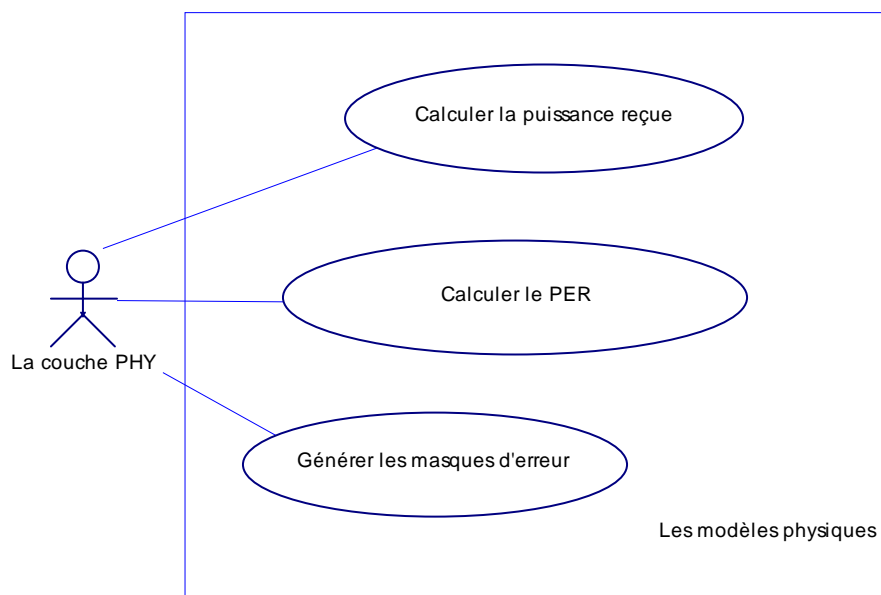 Calculer la puissance reçue
Calculer le PER
La couche PHY
Générer les masques d'erreur
Les modèles physiques